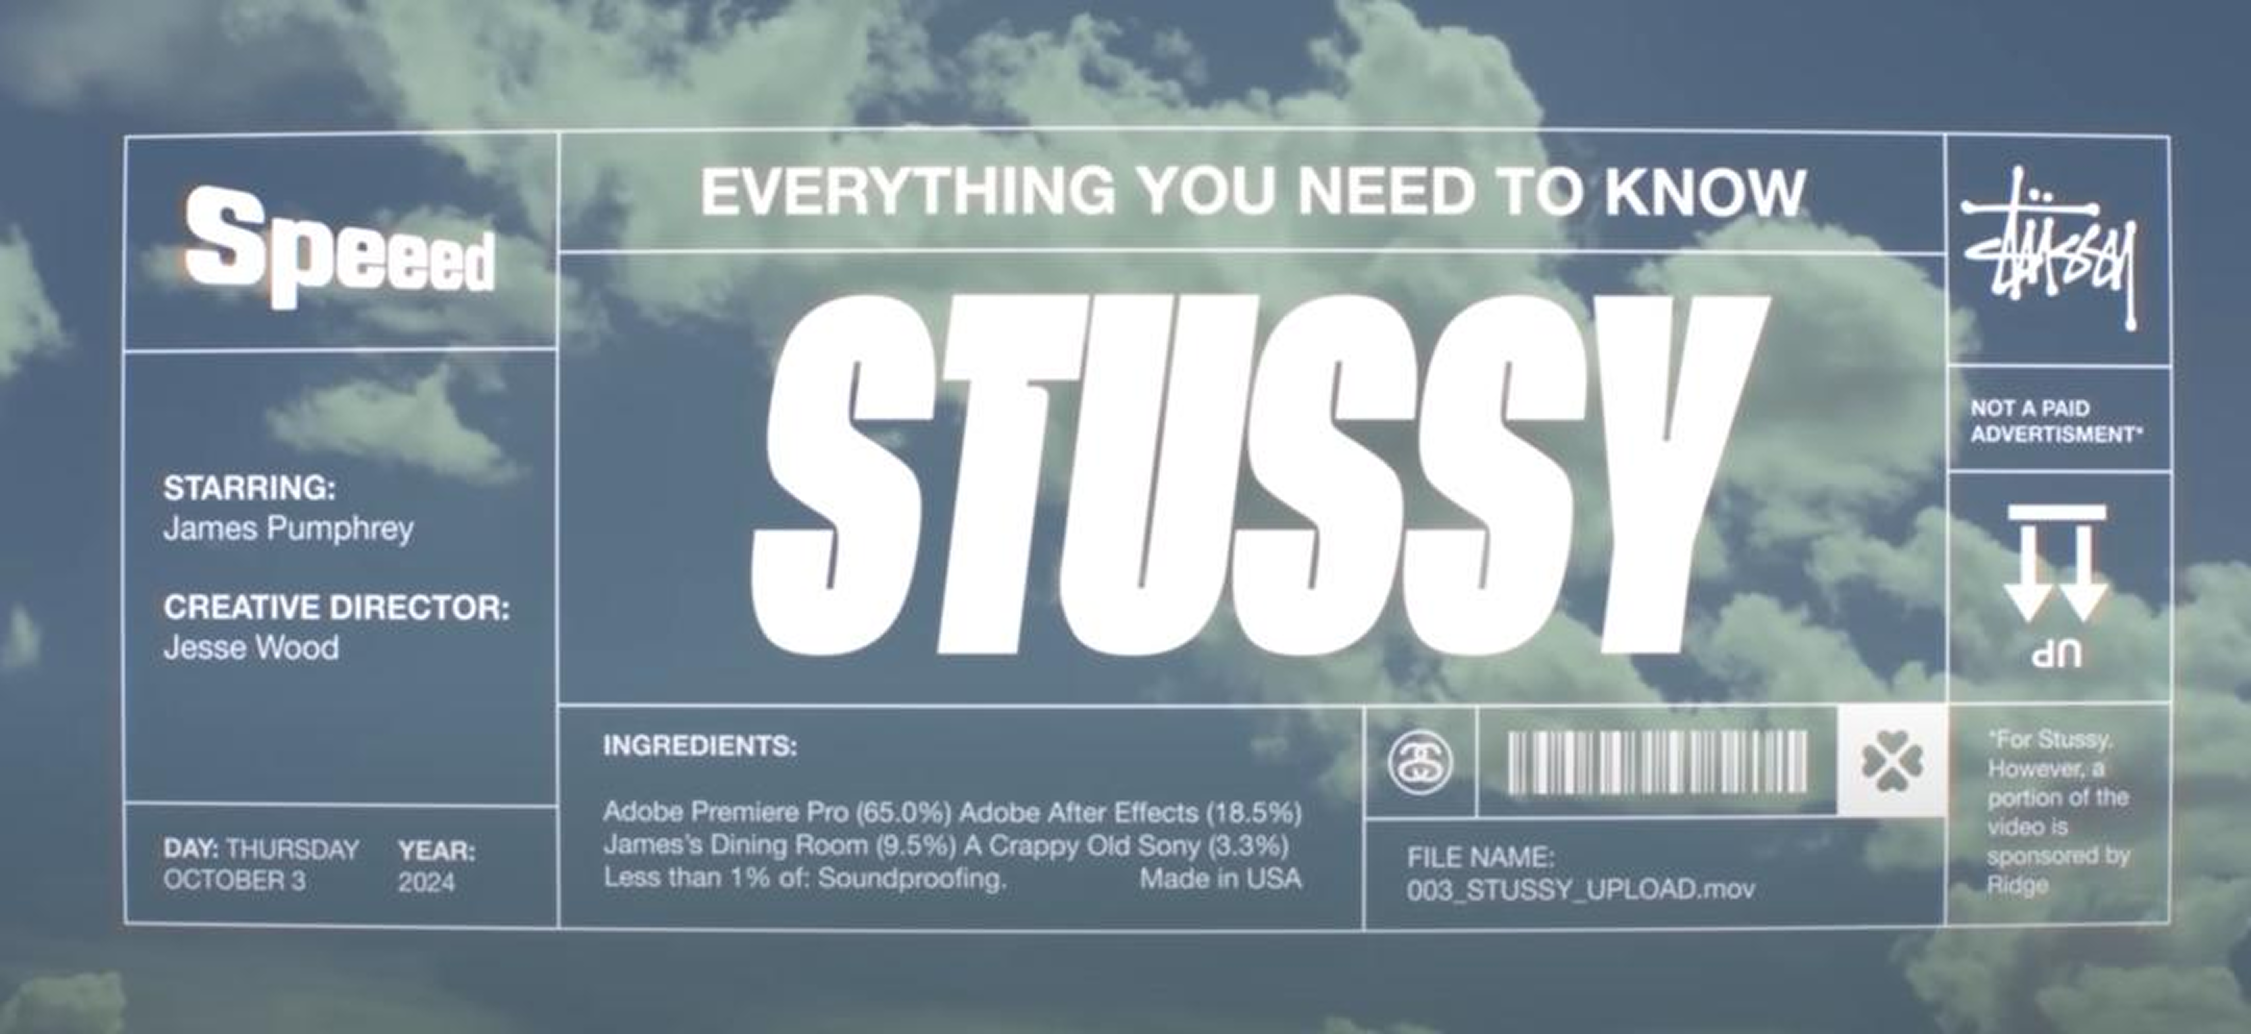 Speeed
EVERYTHING YOU NEED TO KNOW
STUSSY
Stüssy
NOT A PAID
ADVERTISMENT*
UP
STARRING:
James Pumphrey
CREATIVE DIRECTOR:
Jesse Wood
DAY: THURSDAY
OCTOBER 3
YEAR:
2024
INGREDIENTS:
Adobe Premiere Pro (65.0%) Adobe After Effects (18.5%)
James's Dining Room (9.5%) A Crappy Old Sony (3.3%)
Less than 1% of: Soundproofing. Made in USA
FILE NAME:
003_STUSSY_UPLOAD.mov
*For Stussy.
However, a
portion of the
video is
sponsored by
Ridge